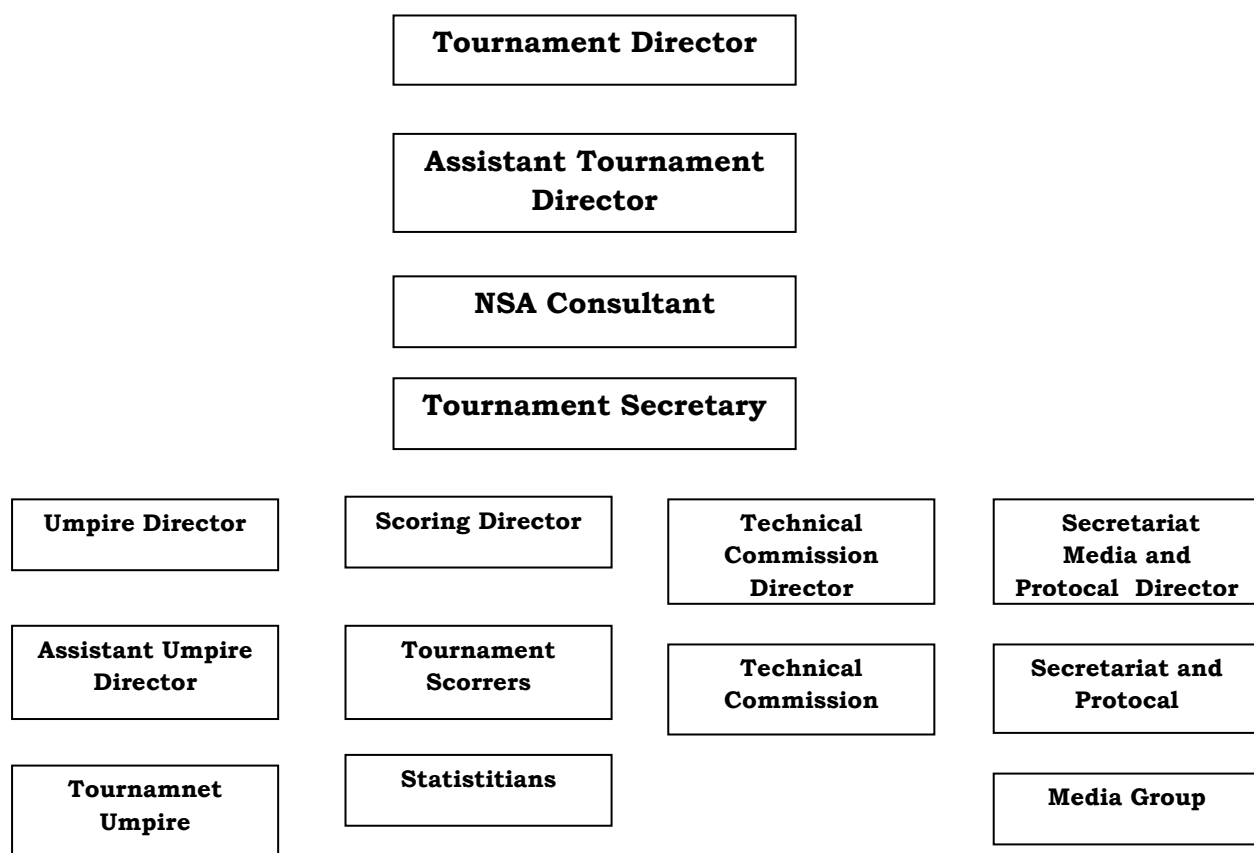 Tournament Director
Assistant Tournament
Director
NSA Consultant
Tournament Secretary
Umpire Director
Scoring Director
Technical
Commission
Director
Secretariat
Media and
Protocal Director
Assistant Umpire
Director
Tournament
Scorrers
Technical
Commission
Secretariat and
Protocal
Tournamnet
Umpire
Statistitians
Media Group